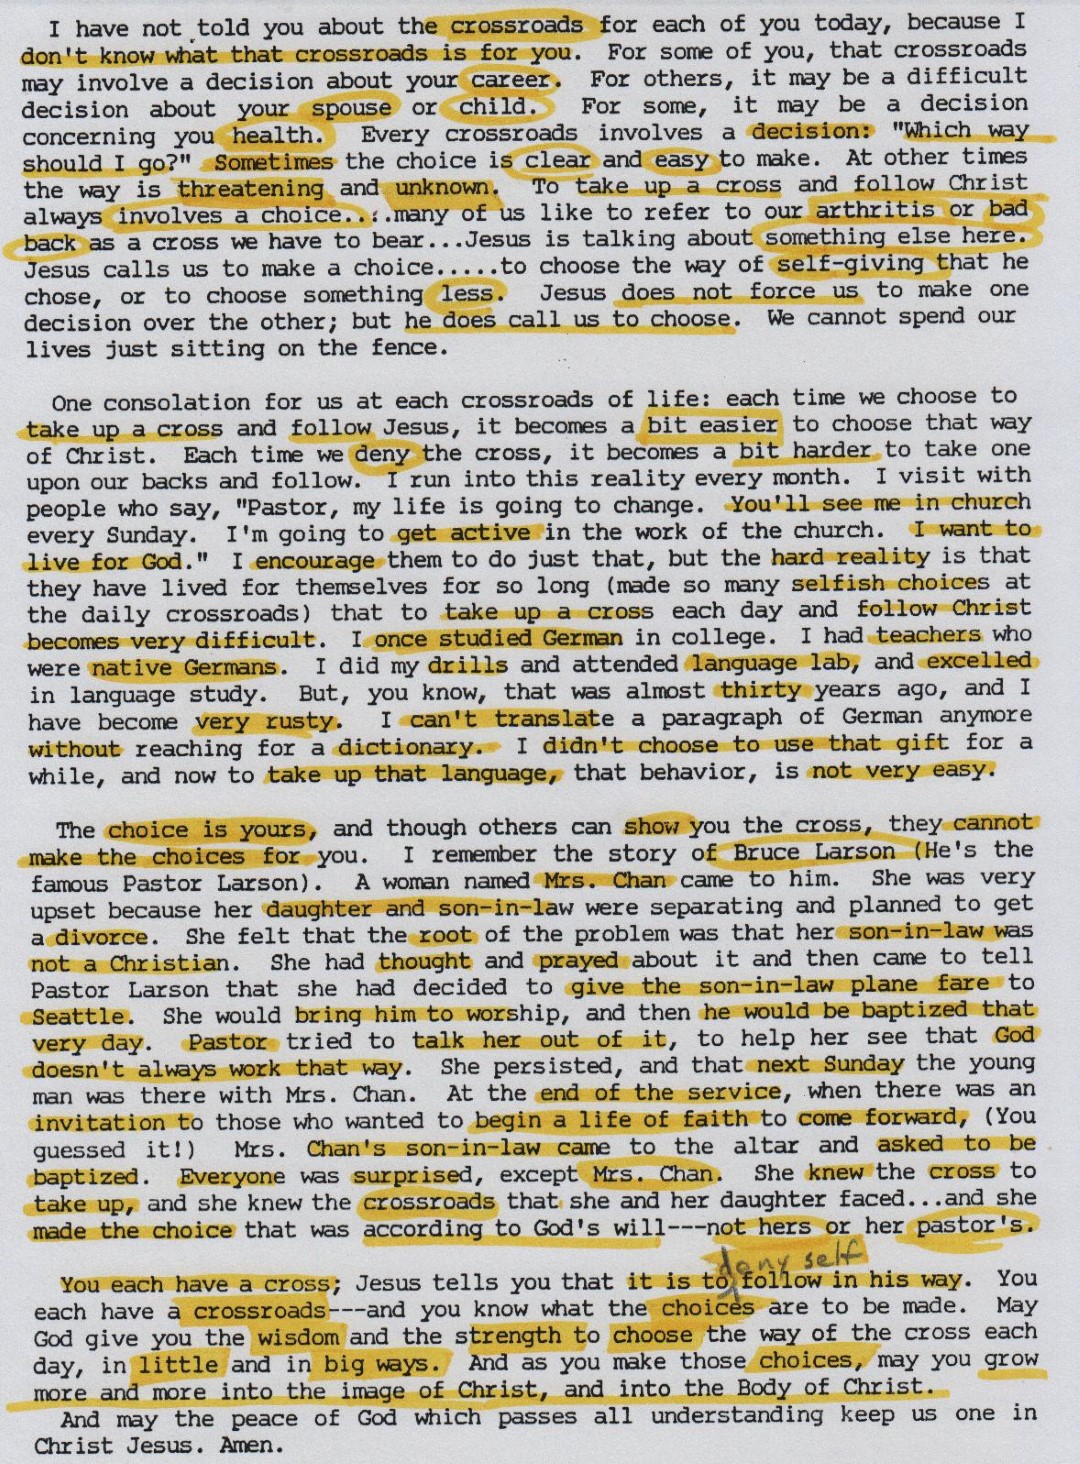 I have not told you about the crossroads for each of you today, because I
don't know what that crossroads is for you. For some of you, that crossroads
may involve a decision about your career. For others, it may be a difficult
decision about your spouse or child. For some, it may be a decision
concerning you health. Every crossroads involves a decision: "Which way
should I go?" Sometimes the choice is clear and easy to make. At other times
the way is threatening and unknown. To take up a cross and follow Christ
always involves a choice....many of us like to refer to our arthritis or bad
back as a cross we have to bear...Jesus is talking about something else here.
Jesus calls us to make a choice.....to choose the way of self-giving that he
chose, or to choose something less. Jesus does not force us to make one
decision over the other; but he does call us to choose. We cannot spend our
lives just sitting on the fence.
One consolation for us at each crossroads of life: each time we choose to
take up a cross and follow Jesus, it becomes a bit easier to choose that way
of Christ. Each time we deny the cross, it becomes a bit harder to take one
upon our backs and follow. I run into this reality every month. I visit with
people who say, "Pastor, my life is going to change. You'll see me in church
every Sunday. I'm going to get active in the work of the church. I want to
live for God." I encourage them to do just that, but the hard reality is that
they have lived for themselves for so long (made so many selfish choices at
the daily crossroads) that to take up a cross each day and follow Christ
becomes very difficult. I once studied German in college. I had teachers who
were native Germans. I did my drills and attended language lab, and excelled
in language study. But, you know, that was almost thirty years ago, and I
have become very rusty. I can't translate a paragraph of German anymore
without reaching for a dictionary. I didn't choose to use that gift for a
while, and now to take up that language, that behavior, is not very easy.
The choice is yours, and though others can show you the cross, they cannot
make the choices for you. I remember the story of Bruce Larson (He's the
famous Pastor Larson). A woman named Mrs. Chan came to him. She was very
upset because her daughter and son-in-law were separating and planned to get
a divorce. She felt that the root of the problem was that her son-in-law was
not a Christian. She had thought and prayed about it and then came to tell
Pastor Larson that she had decided to give the son-in-law plane fare to
Seattle. She would bring him to worship, and then he would be baptized that
very day. Pastor tried to talk her out of it, to help her see that God
doesn't always work that way. She persisted, and that next Sunday the young
man was there with Mrs. Chan. At the end of the service, when there was an
invitation to those who wanted to begin a life of faith to come forward, (You
guessed it!) Mrs. Chan's son-in-law came to the altar and asked to be
baptized. Everyone was surprised, except Mrs. Chan. She knew the cross to
take up, and she knew the crossroads that she and her daughter faced...and she
made the choice that was according to God's will---not hers or her pastor's.
deny self
You each have a cross; Jesus tells you that it is to follow in his way. You
each have a crossroads---and you know what the choices are to be made. May
God give you the wisdom and the strength to choose the way of the cross each
day, in little and in big ways. And as you make those choices, may you grow
more and more into the image of Christ, and into the Body of Christ.
And may the peace of God which passes all understanding keep us one in
Christ Jesus. Amen.